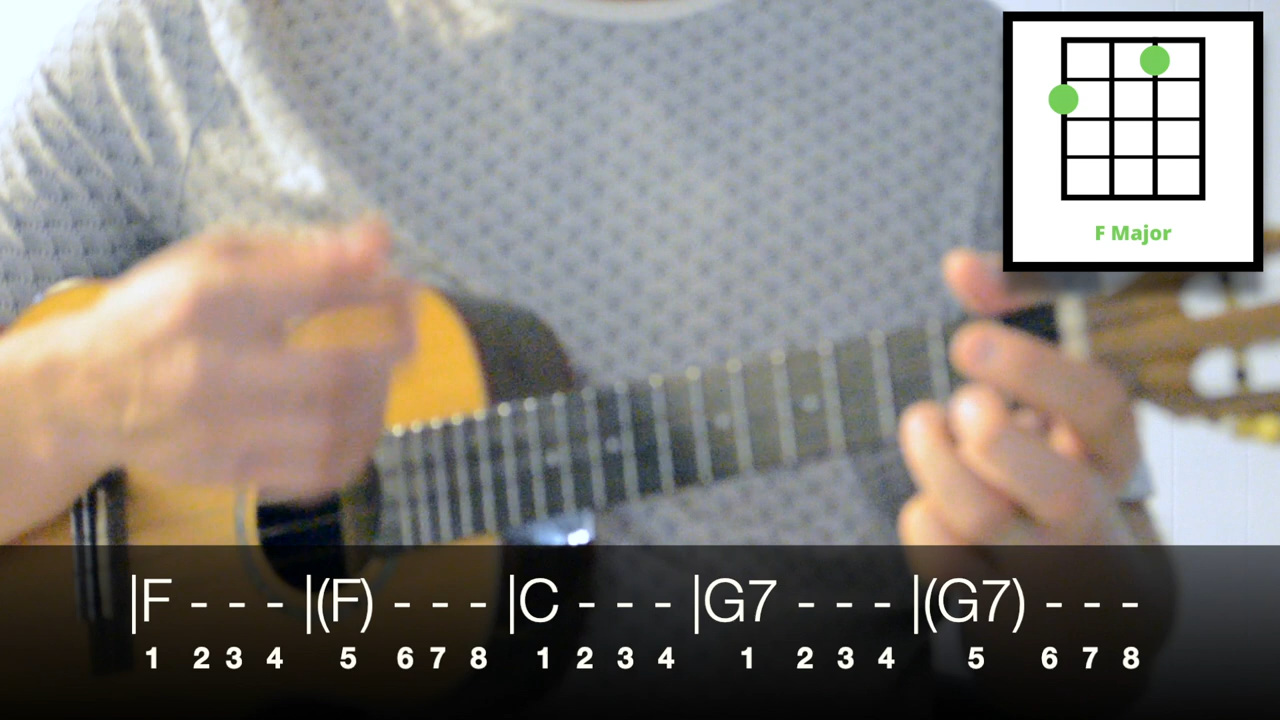 F Major
|F - - - |(F) - - - |C - - - |G7 - - - |(G7) - - -
1 2 3 4 5 6 7 8 1 2 3 4 1 2 3 4 5 6 7 8